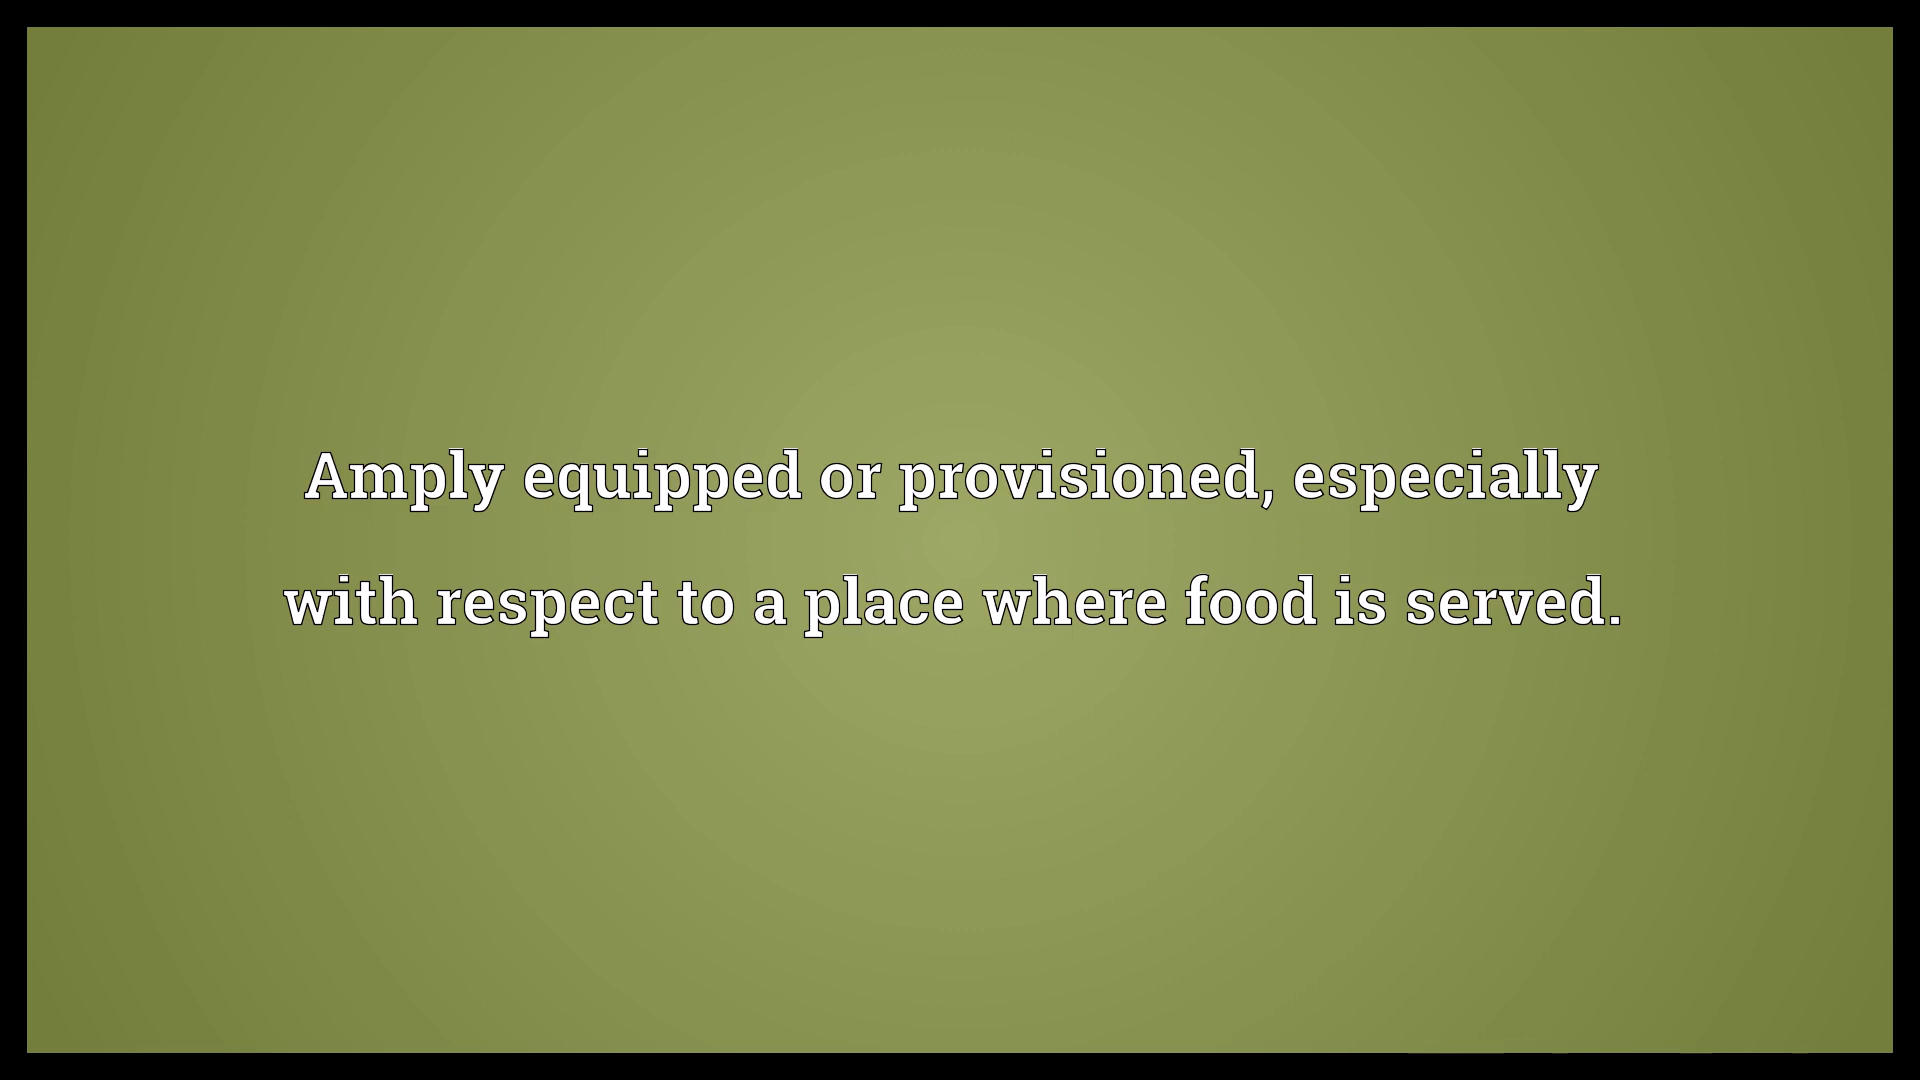 Amply equipped or provisioned, especially
with respect to a place where food is served.